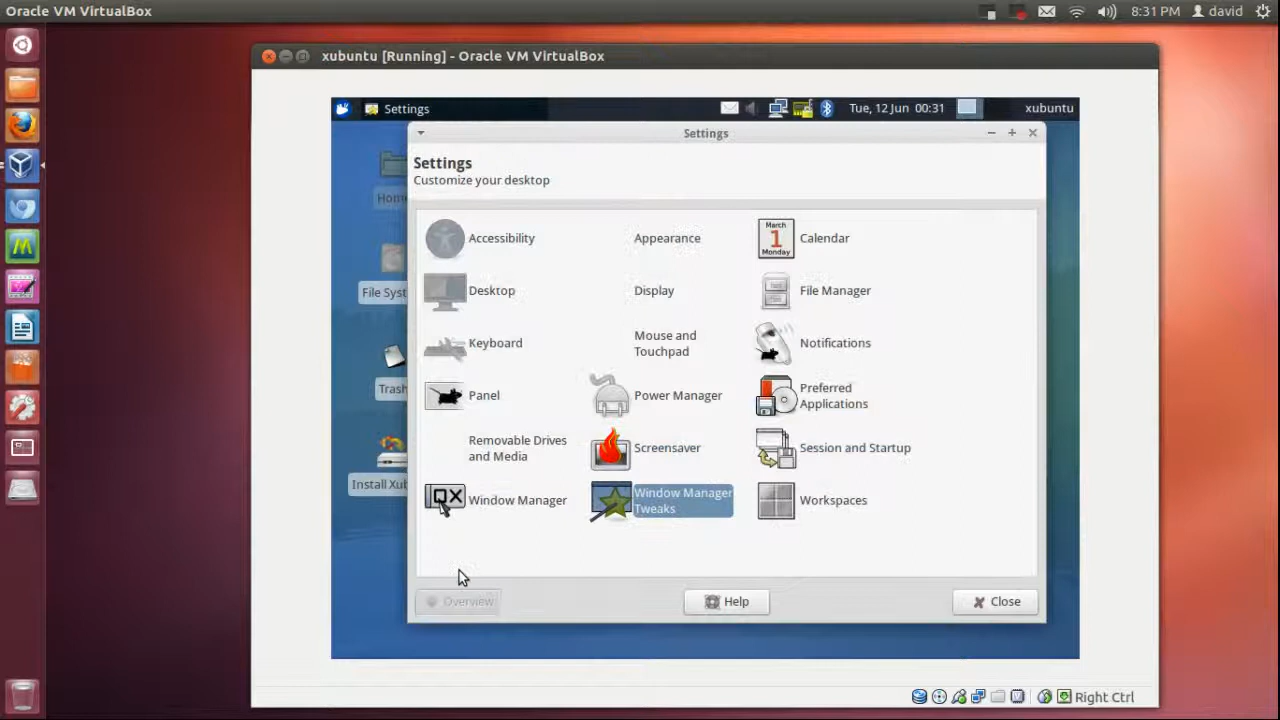 Oracle VM VirtualBox
8:31 PM
david
xubuntu [Running] - Oracle VM VirtualBox
Settings
Tue, 12 Jun 00:31
xubuntu
Settings
Settings
Customize your desktop
Home
File Syst
Trash
Install Xub
Accessibility
Appearance
March
1
Monday
Calendar
Desktop
Display
File Manager
Keyboard
Mouse and
Touchpad
Notifications
Panel
Power Manager
Preferred
Applications
Removable Drives
and Media
Screensaver
Session and Startup
Window Manager
Window Manager
Tweaks
Workspaces
Overview
Help
Close
Right Ctrl